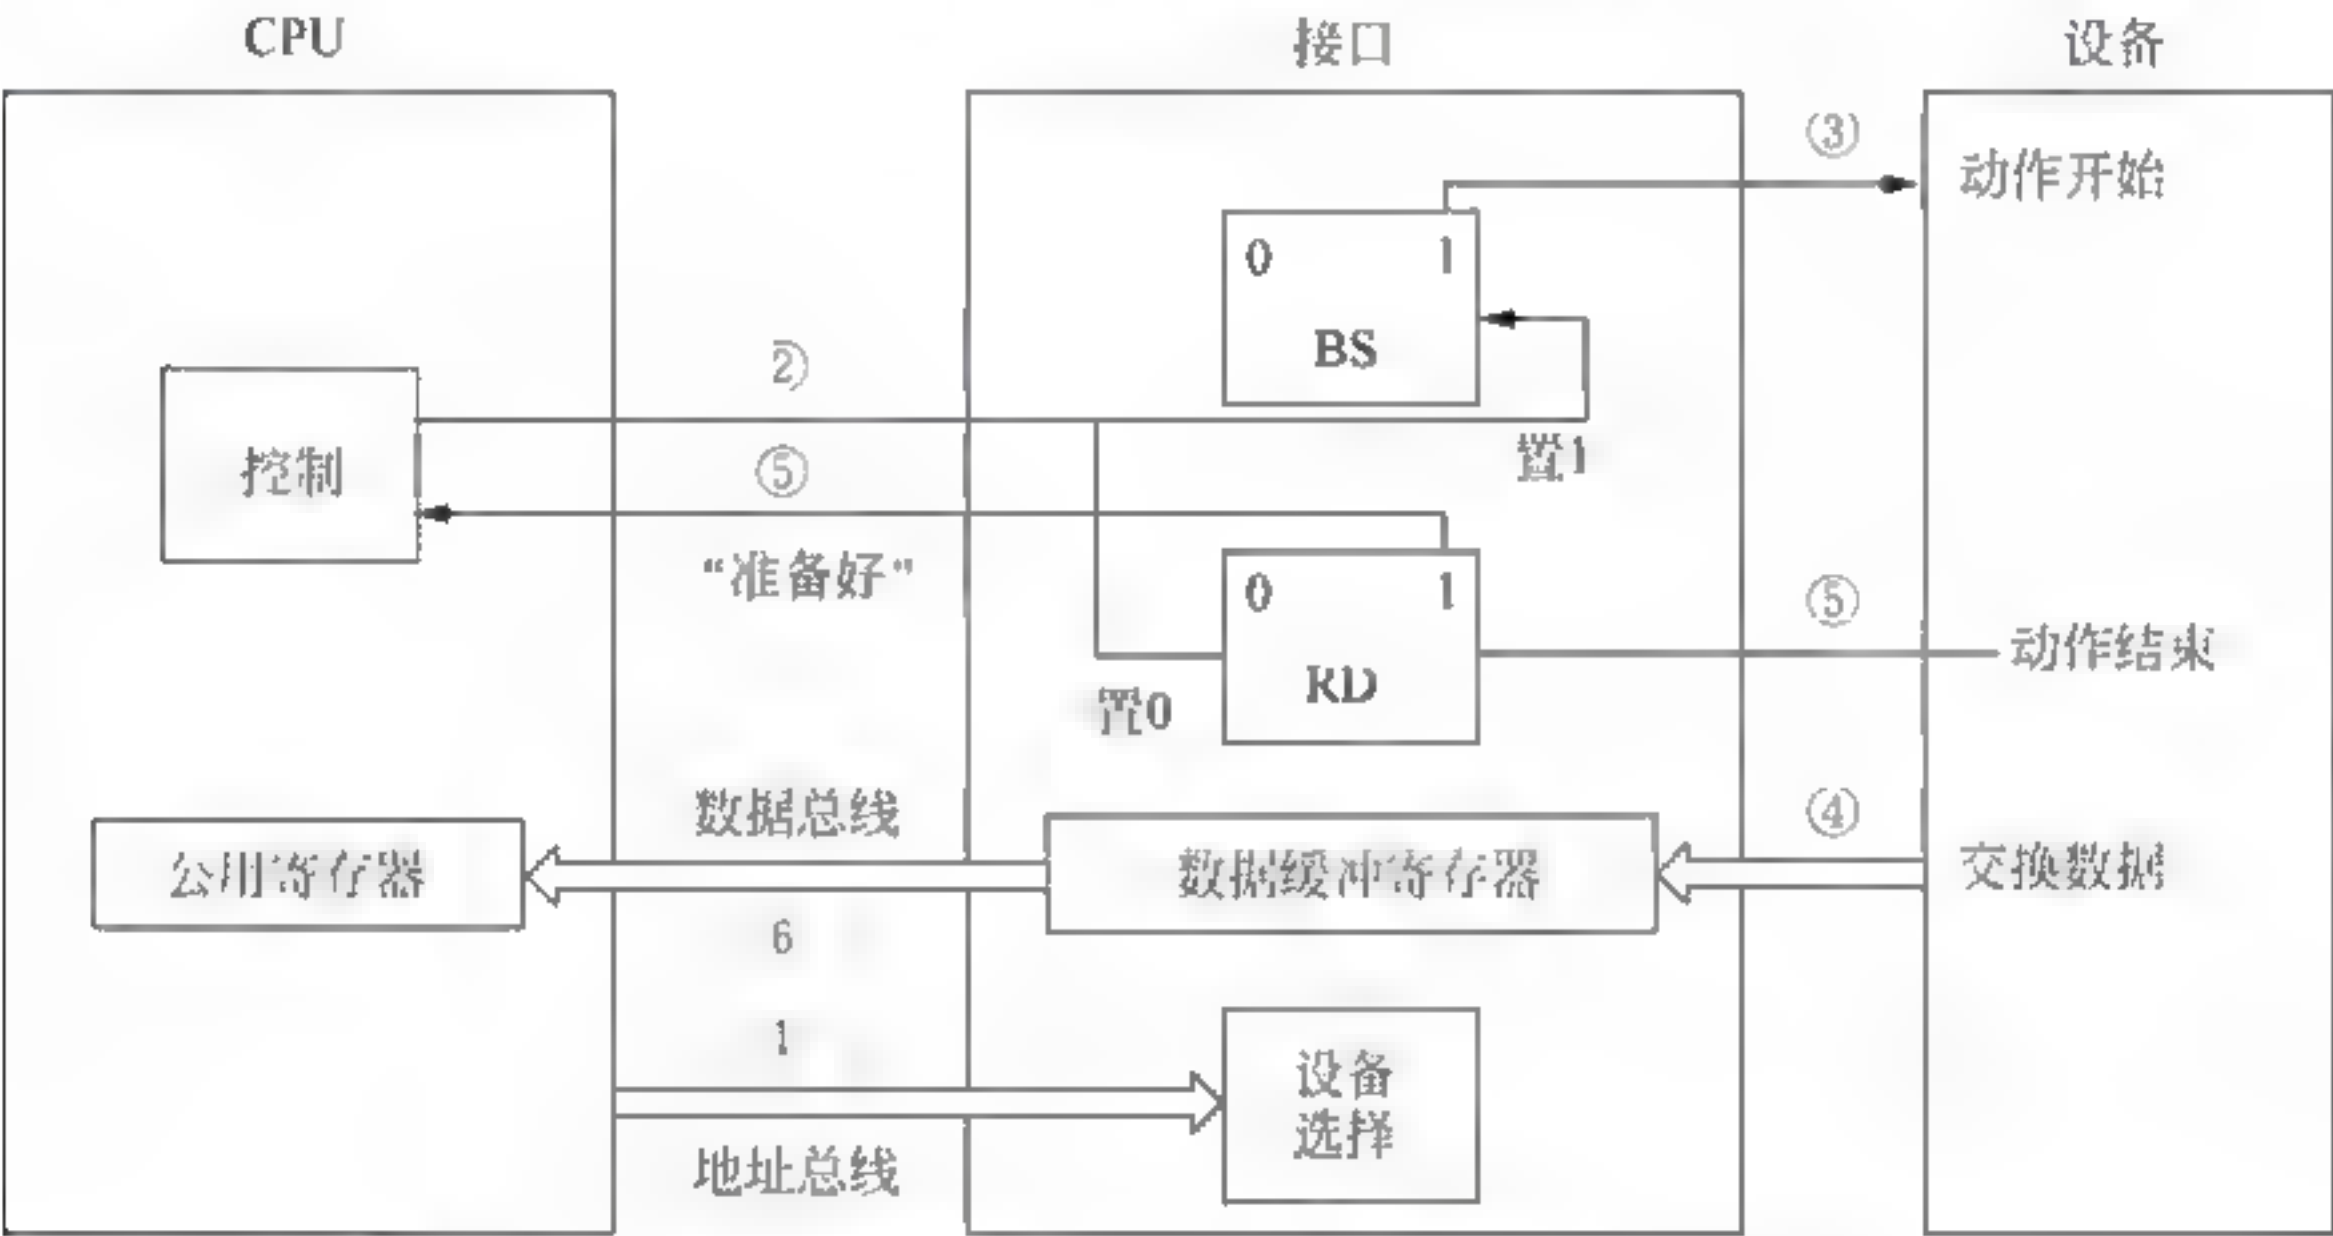 CPU
接口
设备
③
动作开始
0 1
BS
②
置1
控制
⑤
“准备好”
0 1
RD
置0
⑤
动作结束
数据总线
④
公用寄存器
数据缓冲寄存器
交换数据
6
1
设备
选择
地址总线